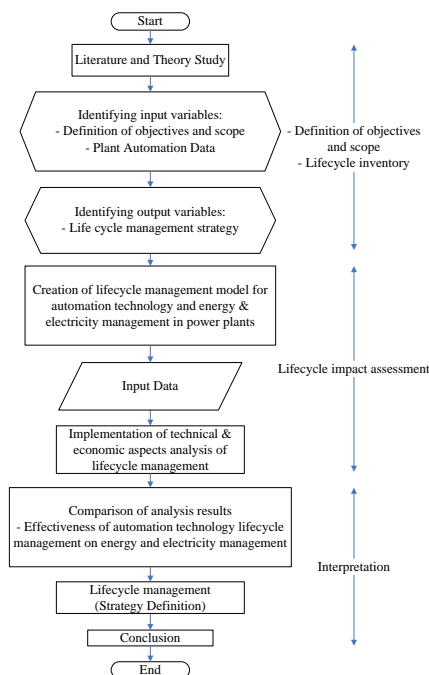 Start
Literature and Theory Study
Identifying input variables:
- Definition of objectives and scope
- Plant Automation Data
Identifying output variables:
- Life cycle management strategy
Creation of lifecycle management model for
automation technology and energy &
electricity management in power plants
Input Data
Implementation of technical &
economic aspects analysis of
lifecycle management
Comparison of analysis results
- Effectiveness of automation technology lifecycle
management on energy and electricity management
Lifecycle management
(Strategy Definition)
Conclusion
End
- Definition of objectives
and scope
- Lifecycle inventory
Lifecycle impact assessment
Interpretation